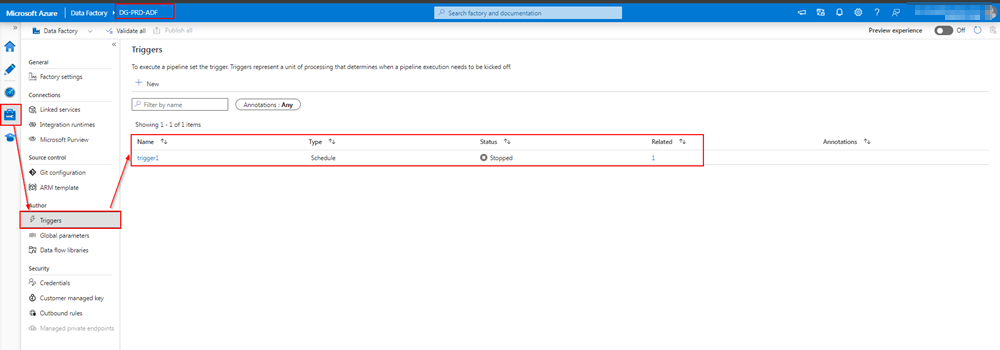 Microsoft Azure Data Factory DG-PRD-ADF Search factory and documentation
Data Factory Validate all Publish all Preview experience Off
Triggers
To execute a pipeline set the trigger. Triggers represent a unit of processing that determines when a pipeline execution needs to be kicked off.
New
Filter by name Annotations : Any
Showing 1 - 1 of 1 items
Name Type Status Related Annotations
trigger1 Schedule Stopped 1
General
Factory settings
Connections
Linked services
Integration runtimes
Microsoft Purview
Source control
Git configuration
ARM template
Author
Triggers
Global parameters
Data flow libraries
Security
Credentials
Customer managed key
Outbound rules
Managed private endpoints